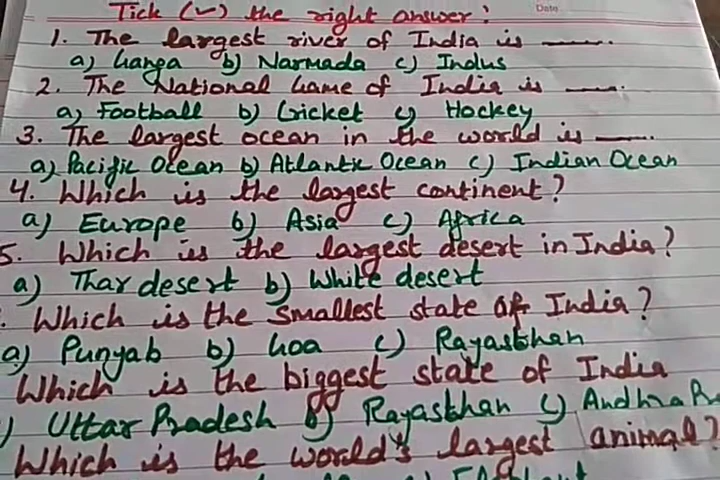 Date
Tick (✓) the right answer:
1. The largest river of India is ——.
a) Ganga b) Narmada c) Indus
2. The National Game of India is ——.
a) Football b) Cricket c) Hockey
3. The largest ocean in the world is ——.
a) Pacific Ocean b) Atlantic Ocean c) Indian Ocean
4. Which is the largest continent?
a) Europe b) Asia c) Africa
5. Which is the largest desert in India?
a) Thar desert b) White desert
. Which is the Smallest state of India?
a) Punjab b) Goa c) Rajasthan
Which is the biggest state of India
) Uttar Pradesh b) Rajasthan c) Andhra
Which is the world's largest animal?